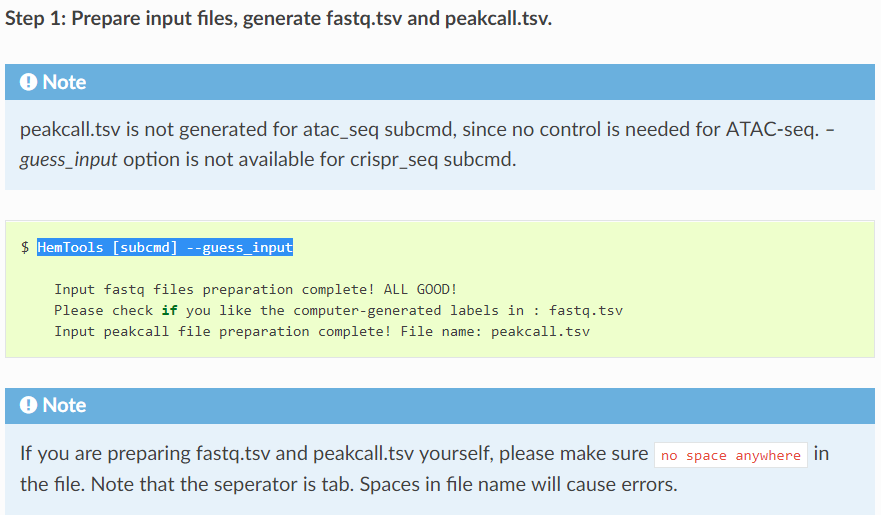 Step 1: Prepare input files, generate fastq.tsv and peakcall.tsv.
Note
peakcall.tsv is not generated for atac_seq subcmd, since no control is needed for ATAC-seq. –
guess_input option is not available for crispr_seq subcmd.
$ HemTools [subcmd] --guess_input
Input fastq files preparation complete! ALL GOOD!
Please check if you like the computer-generated labels in : fastq.tsv
Input peakcall file preparation complete! File name: peakcall.tsv
Note
If you are preparing fastq.tsv and peakcall.tsv yourself, please make sure no space anywhere in
the file. Note that the seperator is tab. Spaces in file name will cause errors.